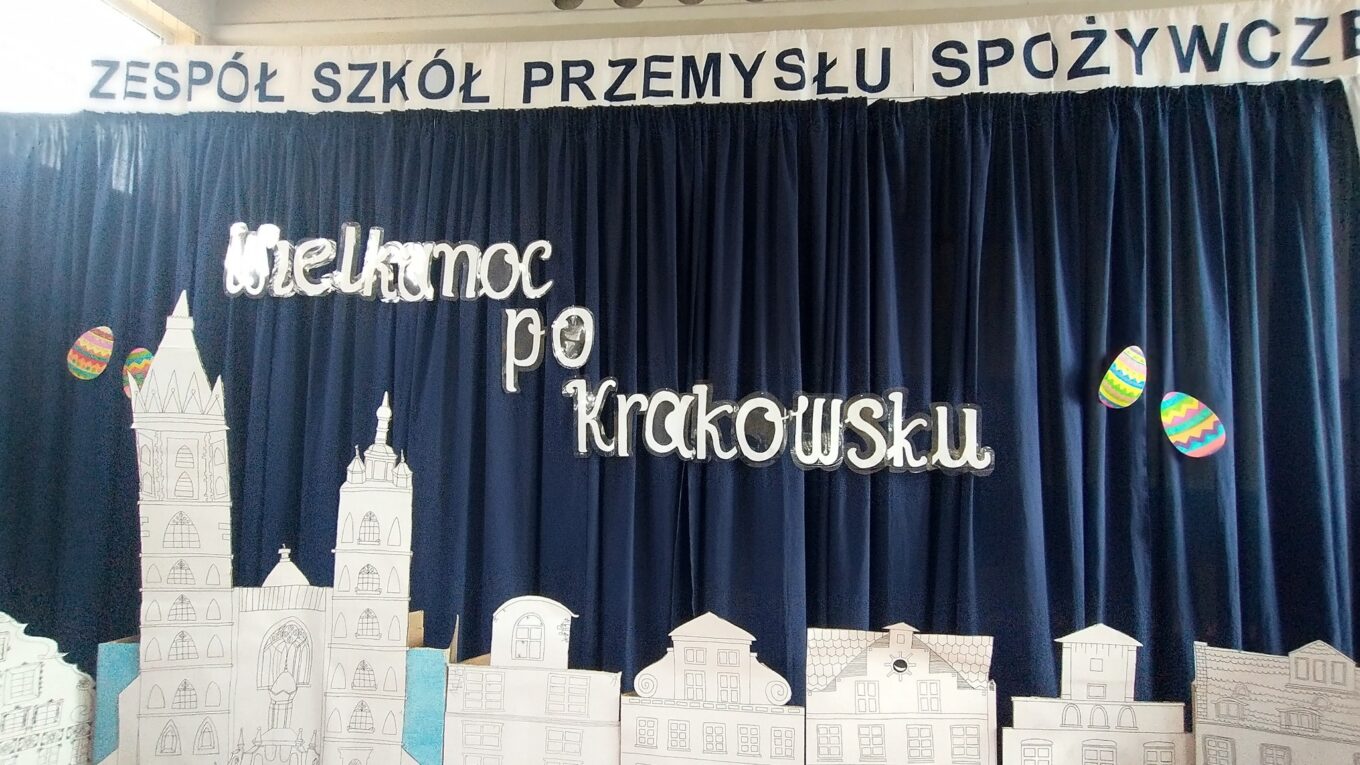 ZESPÓŁ SZKÓŁ PRZEMYSŁU SPOŻYWCZE
Wielkanoc
po
Krakowsku